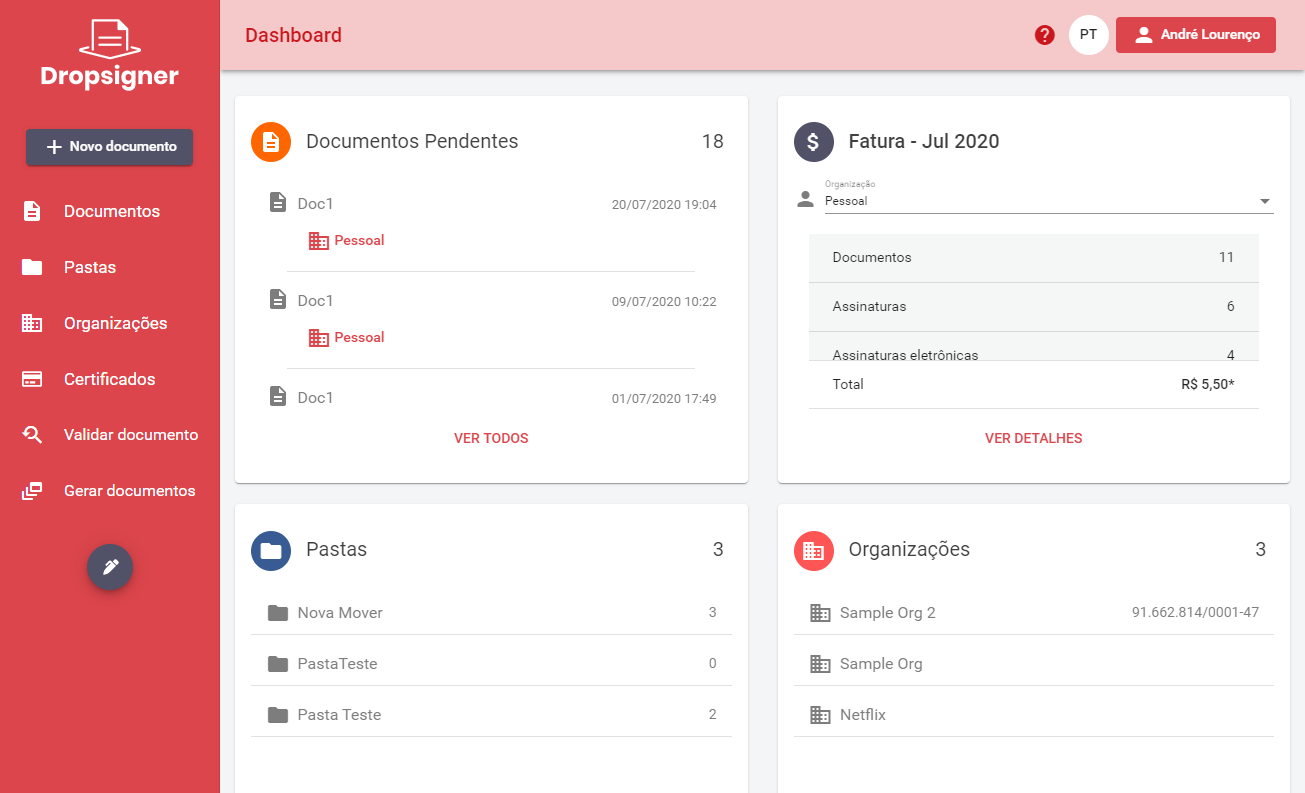 Dropsigner
Novo documento
Documentos
Pastas
Organizações
Certificados
Validar documento
Gerar documentos
Dashboard
?
PT
André Lourenço
Documentos Pendentes 18
Doc1 20/07/2020 19:04
Pessoal
Doc1 09/07/2020 10:22
Pessoal
Doc1 01/07/2020 17:49
VER TODOS
$ Fatura - Jul 2020
Organização
Pessoal
Documentos 11
Assinaturas 6
Assinaturas eletrônicas 4
Total R$ 5,50*
VER DETALHES
Pastas 3
Nova Mover 3
PastaTeste 0
Pasta Teste 2
Organizações 3
Sample Org 2 91.662.814/0001-47
Sample Org
Netflix